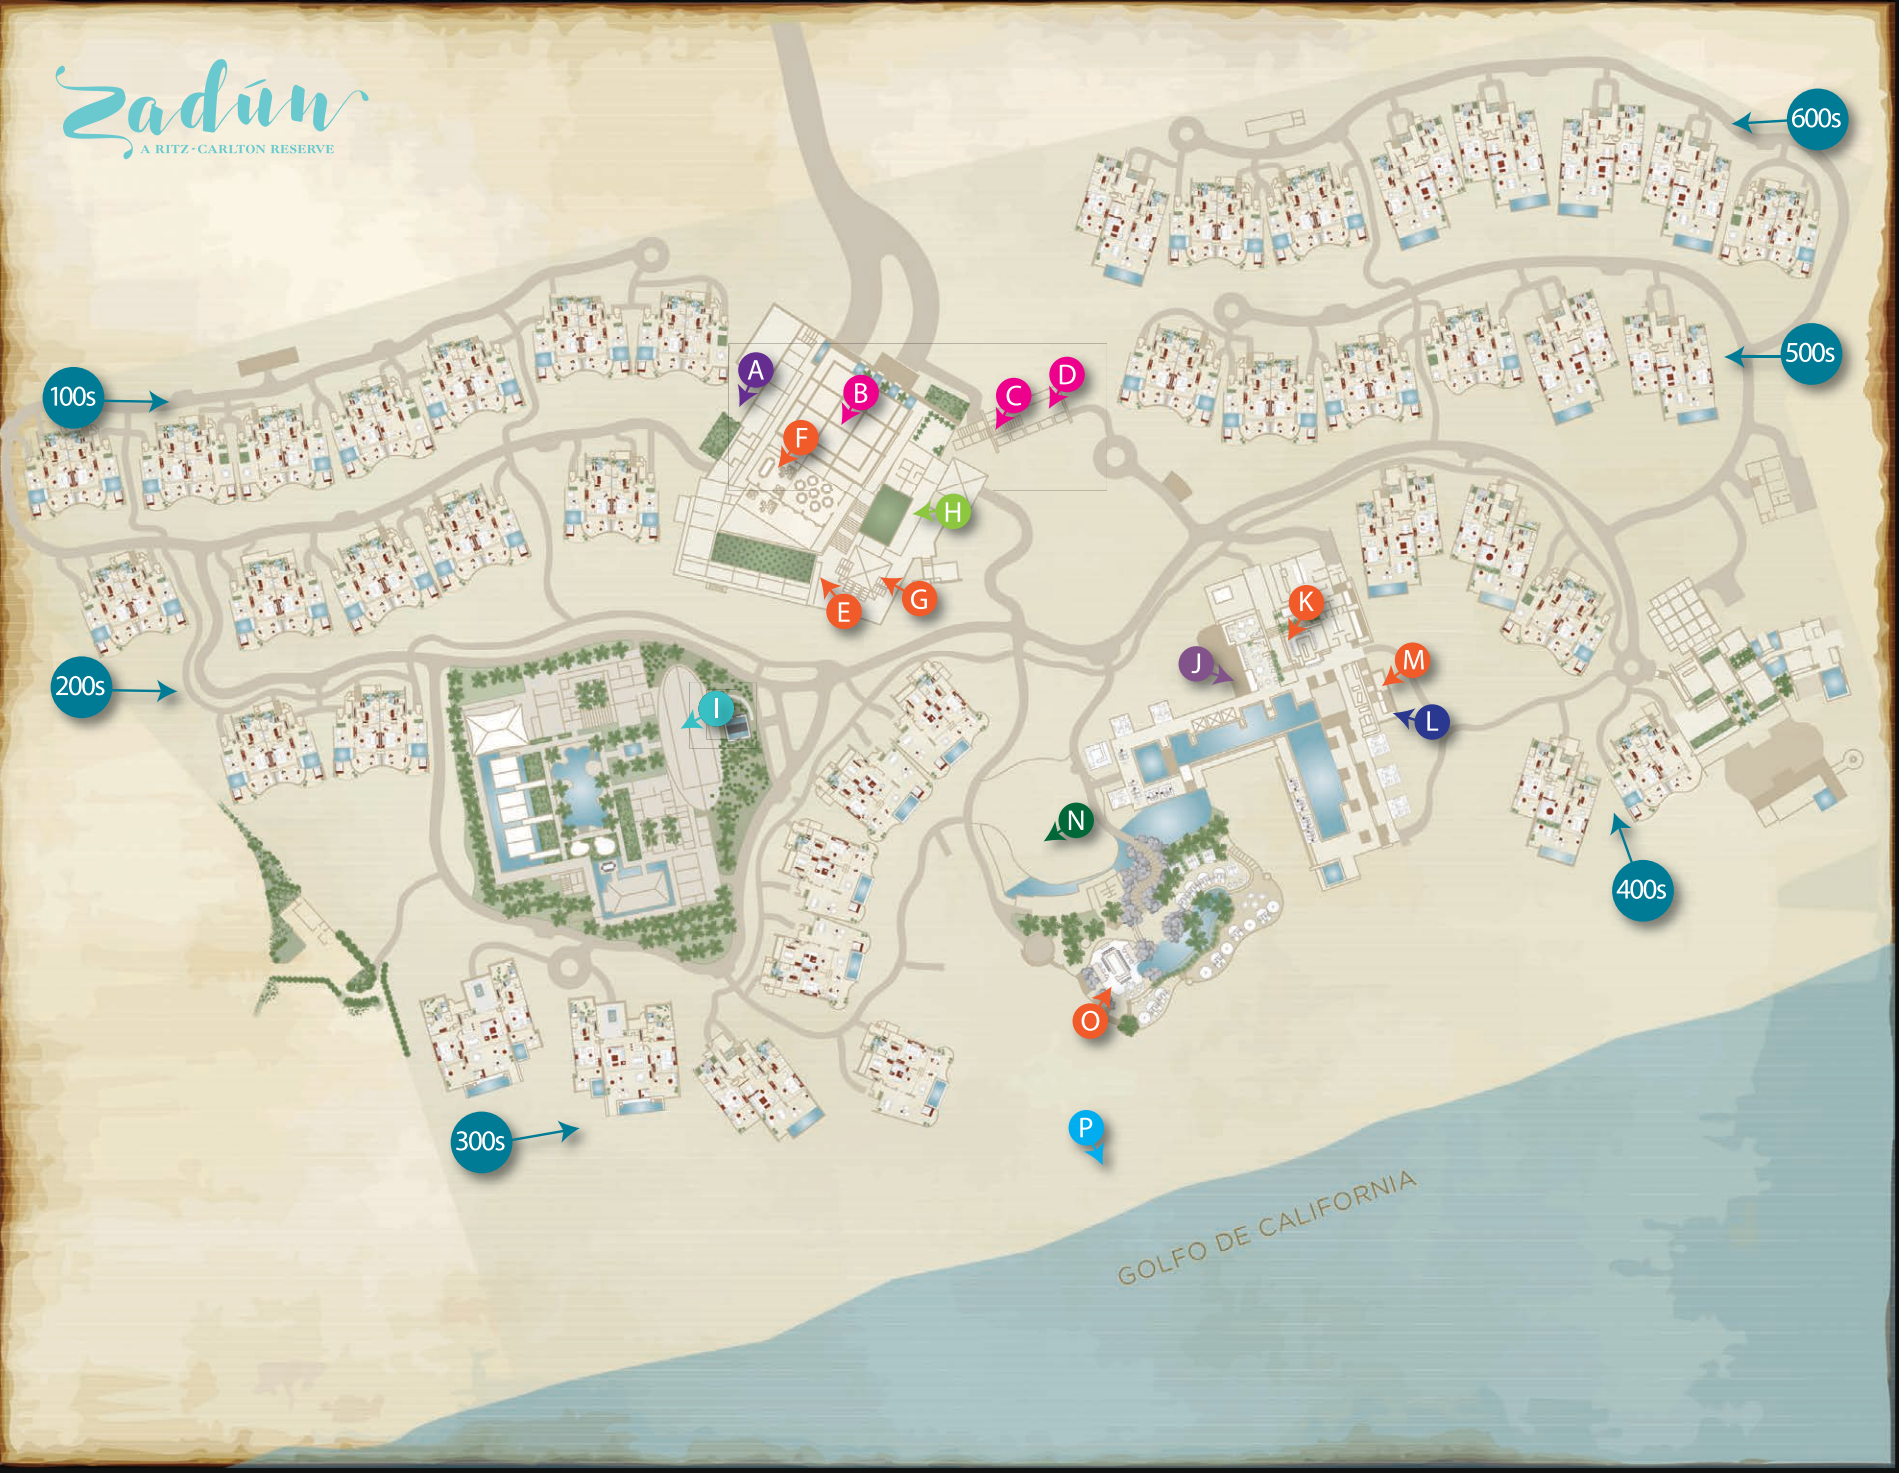 Zadún
A RITZ-CARLTON RESERVE
600s
500s
100s
A
D
B
C
F
H
E
G
K
J
M
200s
I
L
N
400s
O
P
300s
GOLFO DE CALIFORNIA